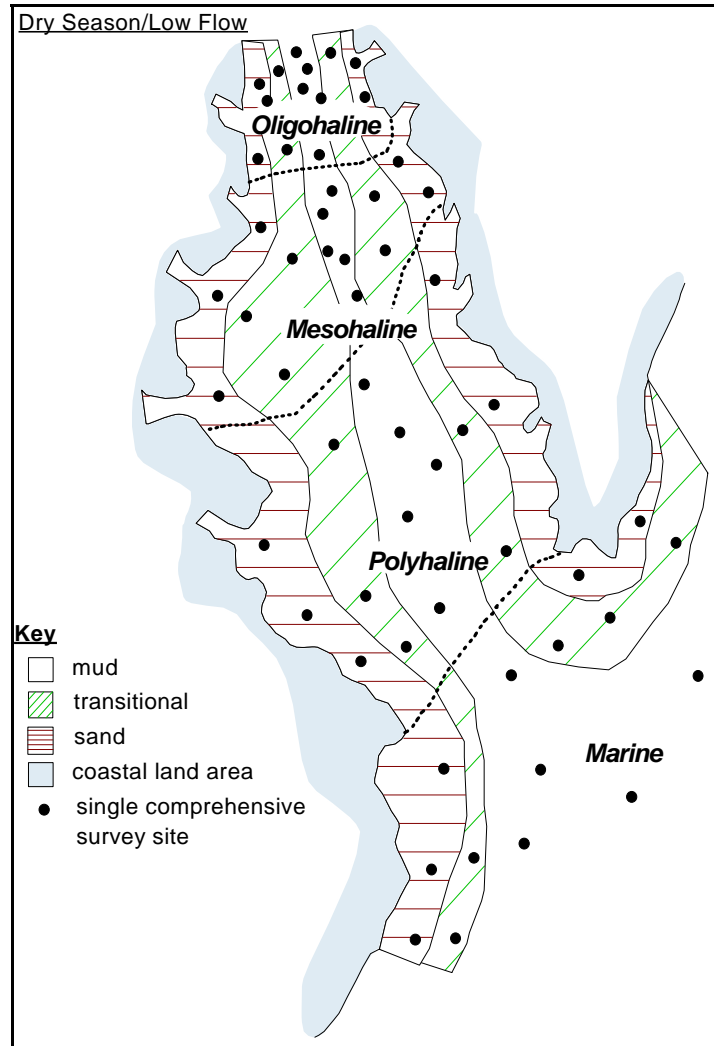 Dry Season/Low Flow
Oligohaline
Mesohaline
Polyhaline
Marine
Key
mud
transitional
sand
coastal land area
single comprehensive
survey site